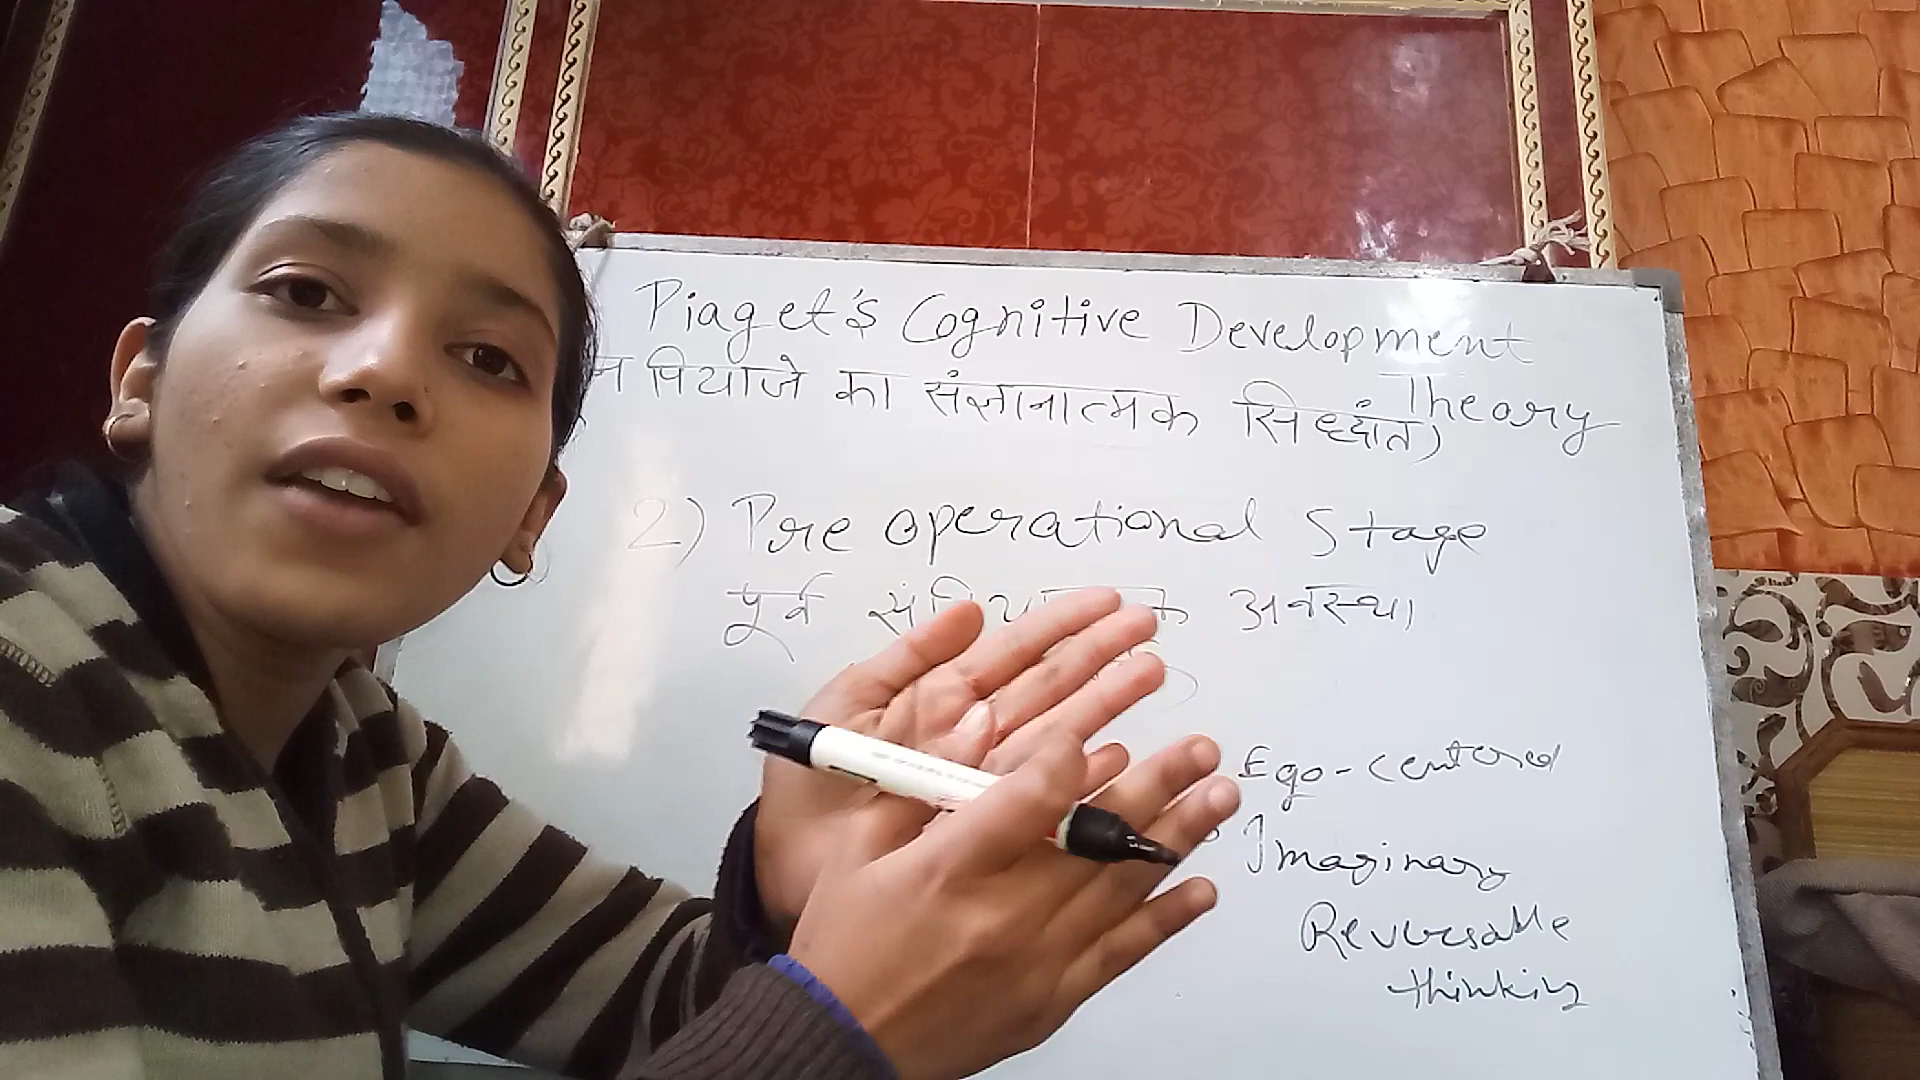 Piaget's Cognitive Development
Theory
पियाजे का संज्ञानात्मक सिध्दांत)
2) Pre operational Stage
पूर्व अवस्था
Ego-centered
Imaginary
Reversable
thinking